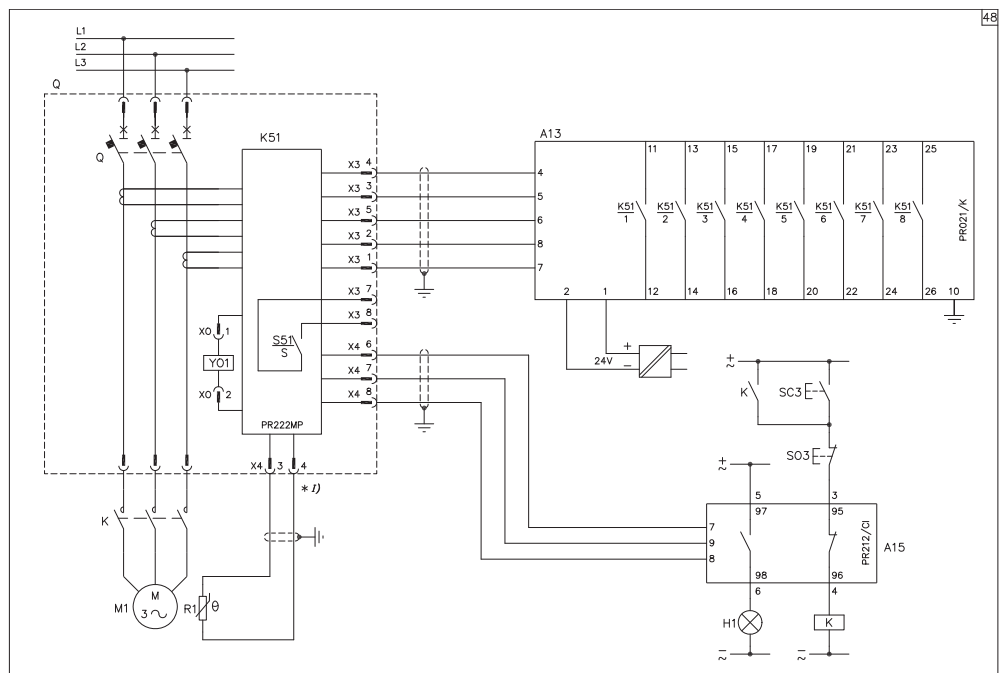 48
L1
L2
L3
Q
Q
K51
X3 4
X3 3
X3 5
X3 2
X3 1
X3 7
X3 8
X4 6
X4 7
X4 8
S51
S
X0 1
Y01
X0 2
PR222MP
X4 3 4
* I)
K
M1
M
3
R1
θ
A13
4
5
6
8
7
11 13 15 17 19 21 23 25
K51 K51 K51 K51 K51 K51 K51 K51
1 2 3 4 5 6 7 8
PR021/K
2 1 12 14 16 18 20 22 24 26 10
+
24V
−
+
~
K
SC3
SO3
+
~
5 3
97 95
7
9
8
PR212/CI
A15
98 96
6 4
H1
K
−
~
−
~